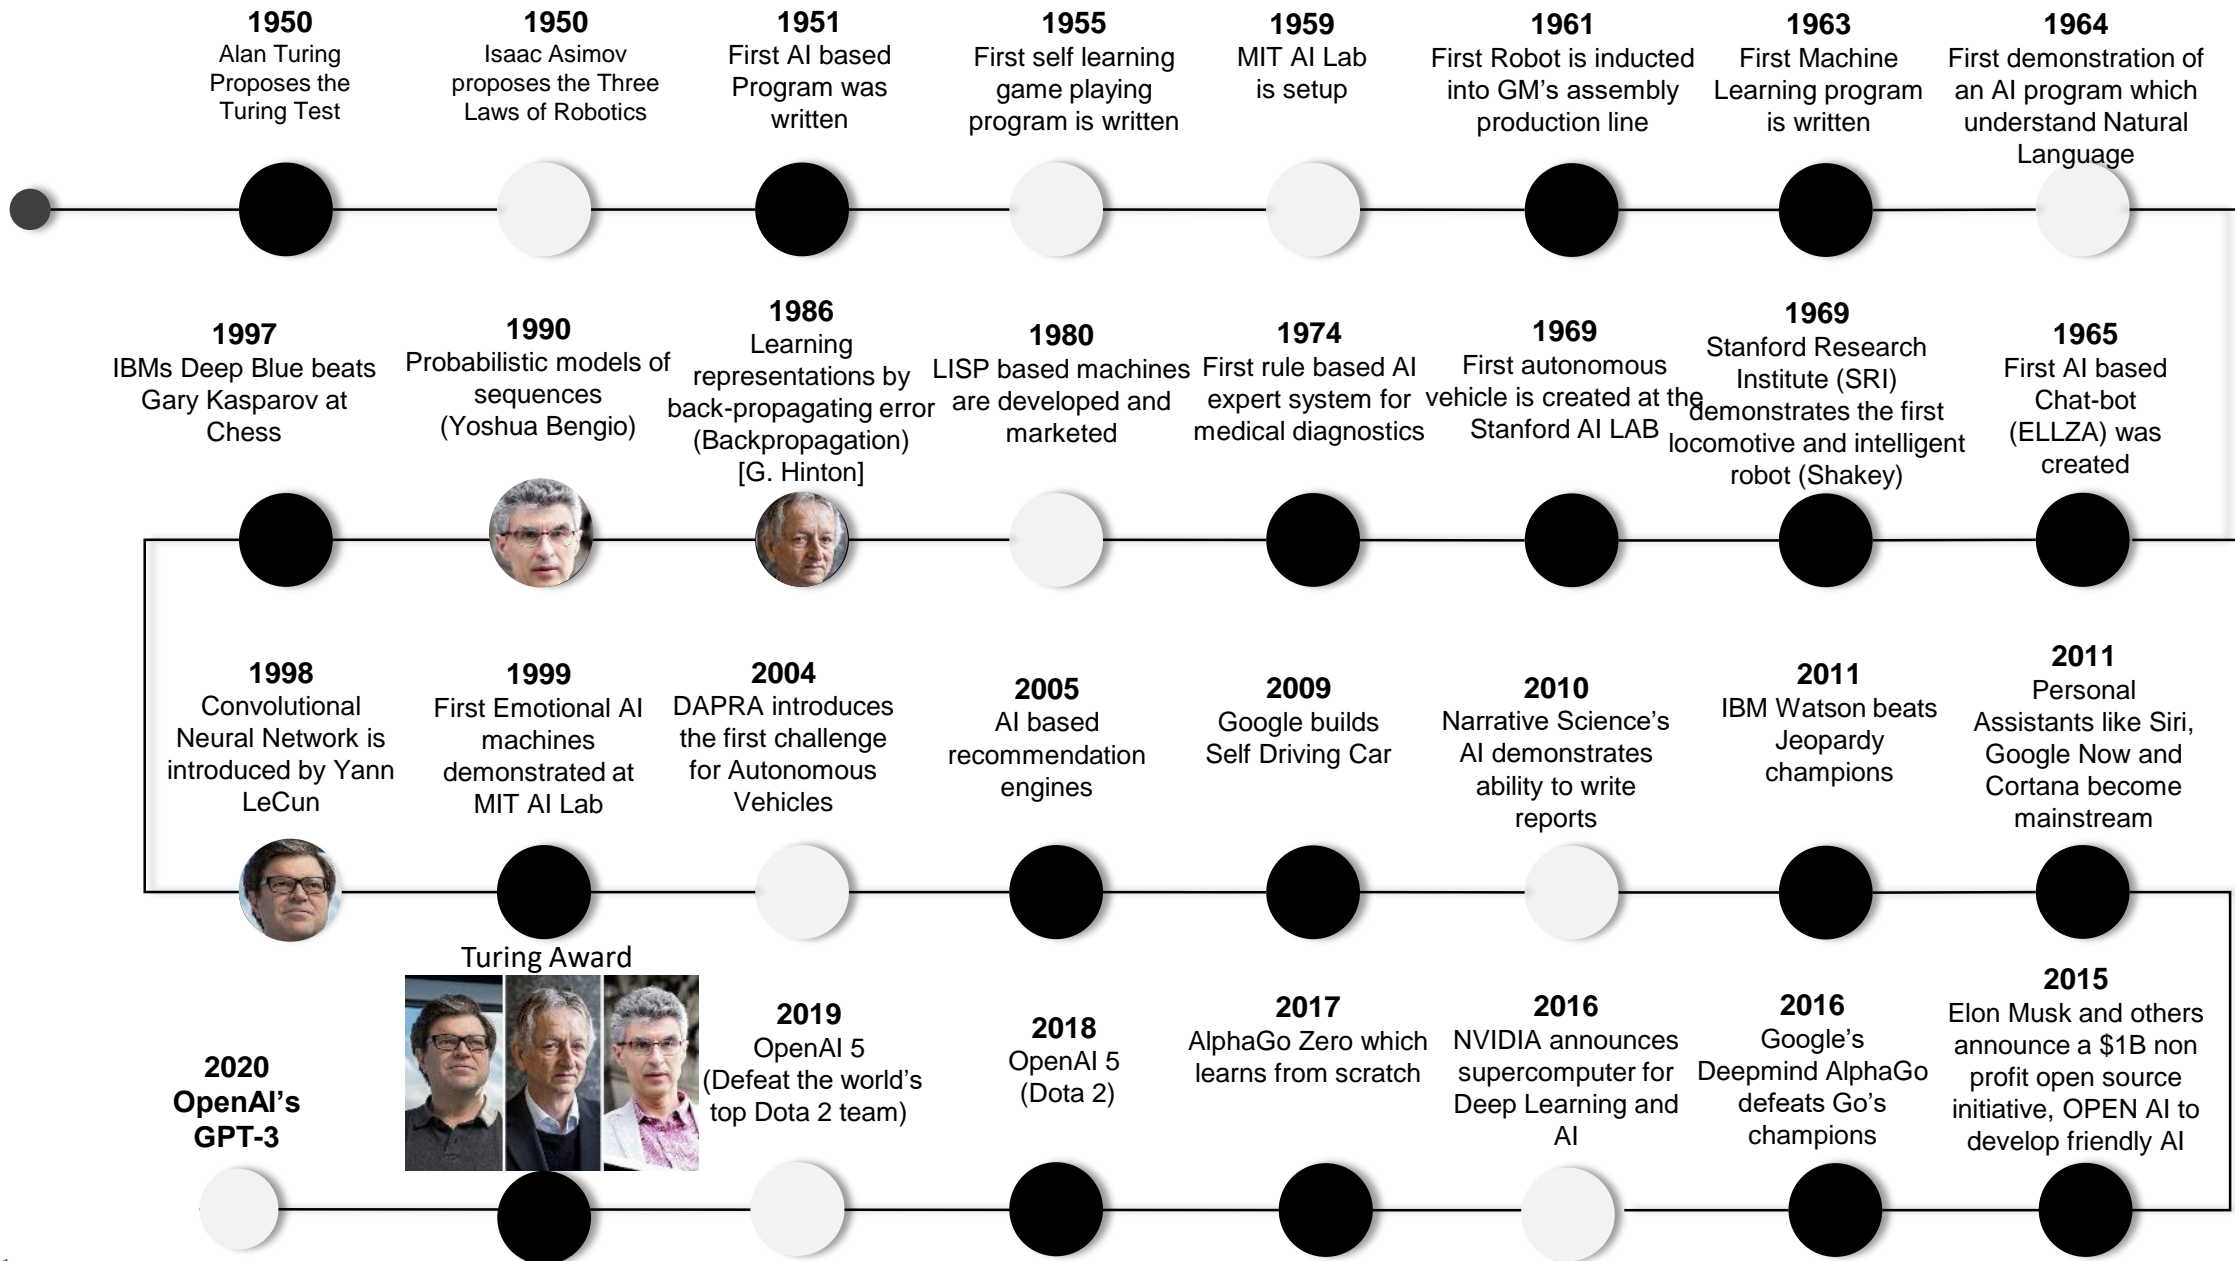 1950
Alan Turing
Proposes the
Turing Test
1950
Isaac Asimov
proposes the Three
Laws of Robotics
1951
First AI based
Program was
written
1955
First self learning
game playing
program is written
1959
MIT AI Lab
is setup
1961
First Robot is inducted
into GM’s assembly
production line
1963
First Machine
Learning program
is written
1964
First demonstration of
an AI program which
understand Natural
Language
1997
IBMs Deep Blue beats
Gary Kasparov at
Chess
1990
Probabilistic models of
sequences
(Yoshua Bengio)
1986
Learning
representations by
back-propagating error
(Backpropagation)
[G. Hinton]
1980
LISP based machines
are developed and
marketed
1974
First rule based AI
expert system for
medical diagnostics
1969
First autonomous
vehicle is created at the
Stanford AI LAB
1969
Stanford Research
Institute (SRI)
demonstrates the first
locomotive and intelligent
robot (Shakey)
1965
First AI based
Chat-bot
(ELLZA) was
created
1998
Convolutional
Neural Network is
introduced by Yann
LeCun
1999
First Emotional AI
machines
demonstrated at
MIT AI Lab
2004
DAPRA introduces
the first challenge
for Autonomous
Vehicles
2005
AI based
recommendation
engines
2009
Google builds
Self Driving Car
2010
Narrative Science’s
AI demonstrates
ability to write
reports
2011
IBM Watson beats
Jeopardy
champions
2011
Personal
Assistants like Siri,
Google Now and
Cortana become
mainstream
2020
OpenAI’s
GPT-3
Turing Award
2019
OpenAI 5
(Defeat the world’s
top Dota 2 team)
2018
OpenAI 5
(Dota 2)
2017
AlphaGo Zero which
learns from scratch
2016
NVIDIA announces
supercomputer for
Deep Learning and
AI
2016
Google’s
Deepmind AlphaGo
defeats Go’s
champions
2015
Elon Musk and others
announce a $1B non
profit open source
initiative, OPEN AI to
develop friendly AI